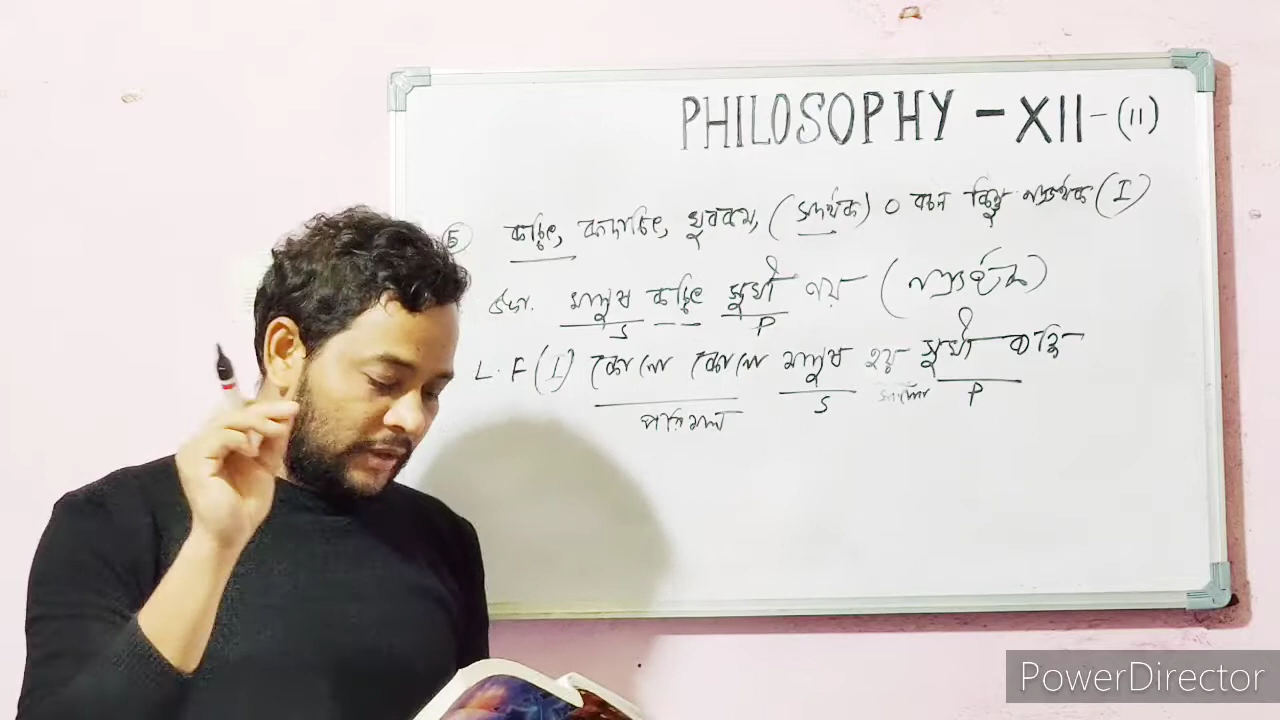 PHILOSOPHY - XII - (11)
⑤ কচ্চিৎ, কদাচিৎ, খুবকম, (সদর্থক) O বচন কিন্তু নঞর্থক (I)
উদা. মানুষ কচ্চিৎ সুখী নয় (নঞর্থক)
S P
L.F (I) কোনো কোনো মানুষ হয় সুখী ব্যক্তি
পরিমাণ S সংযোজক P
PowerDirector